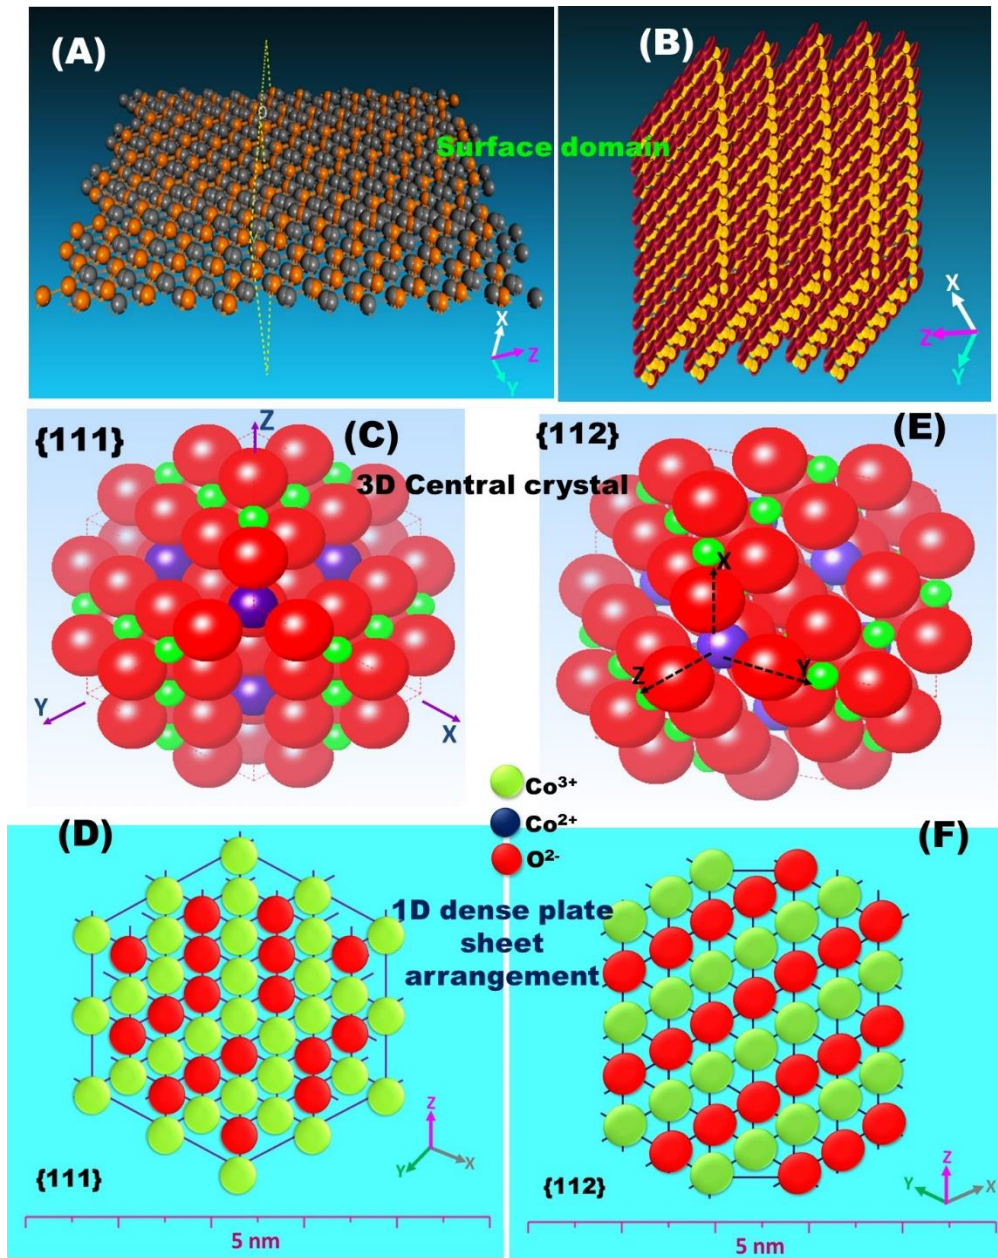 (A)
(B)
Surface domain
X
Z
Y
X
Z
Y
{111}
Z
(C)
{112}
(E)
3D Central crystal
Y
X
X
Z
Y
Co³⁺
Co²⁺
O²⁻
(D)
(F)
1D dense plate
sheet
arrangement
Z
Y
X
{111}
Z
Y
X
{112}
5 nm
5 nm